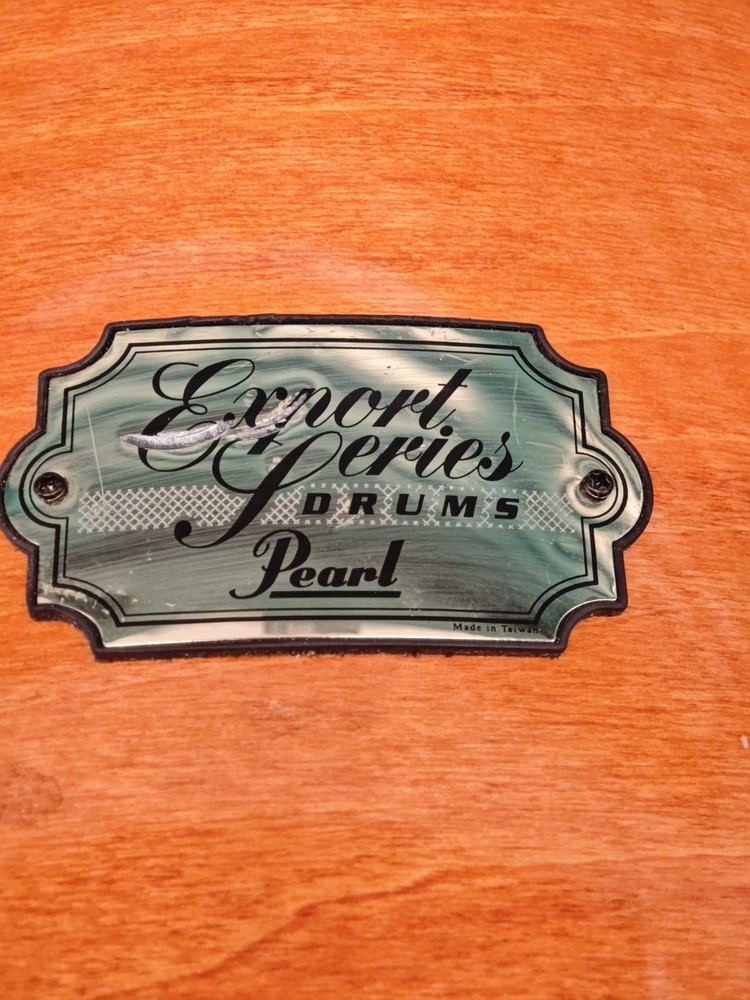 Export
Series
DRUMS
Pearl
Made in Taiwan